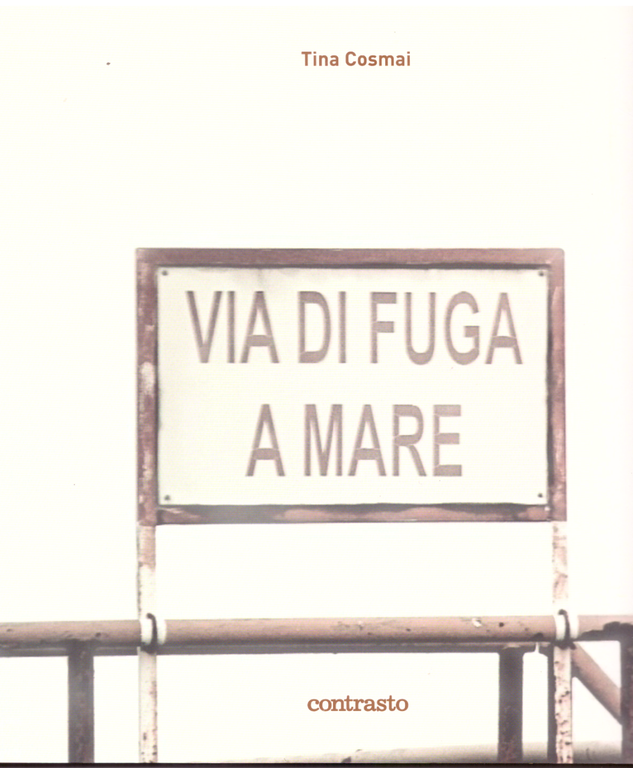 Tina Cosmai
VIA DI FUGA
A MARE
contrasto